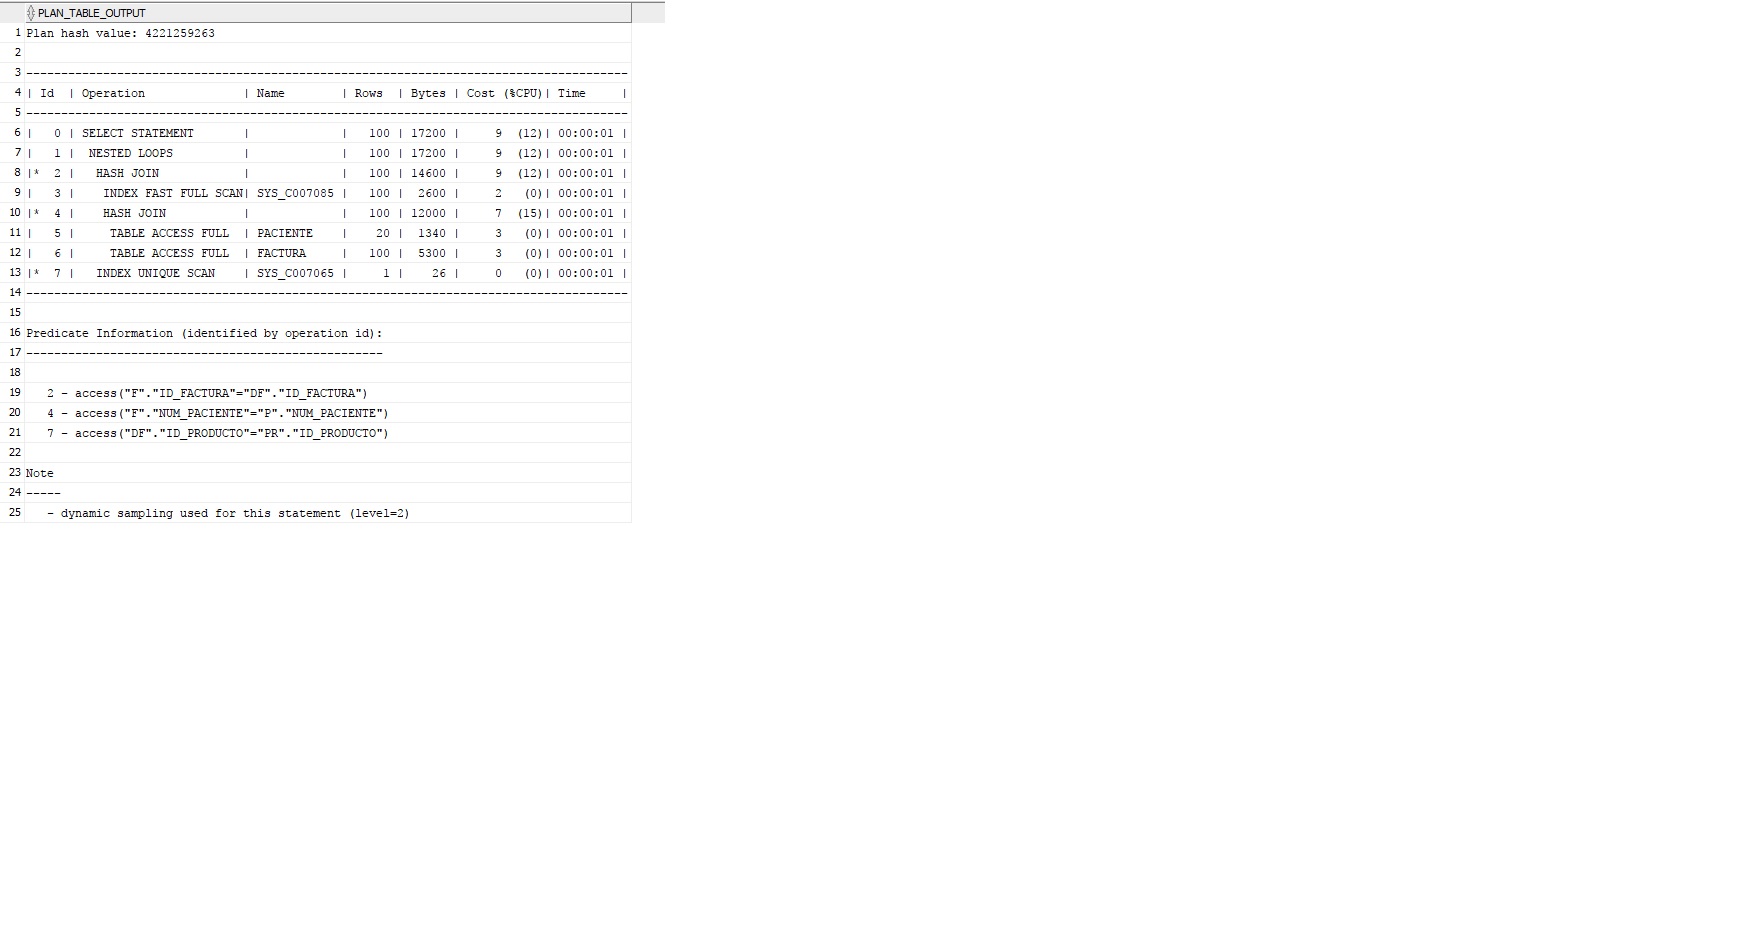 PLAN_TABLE_OUTPUT
1 Plan hash value: 4221259263
2
3 --------------------------------------------------------------------------------------
4 | Id  | Operation               | Name         | Rows  | Bytes | Cost (%CPU)| Time     |
5 --------------------------------------------------------------------------------------
6 |   0 | SELECT STATEMENT       |             |   100 | 17200 |    9  (12)| 00:00:01 |
7 |   1 |  NESTED LOOPS          |             |   100 | 17200 |    9  (12)| 00:00:01 |
8 |*  2 |   HASH JOIN            |             |   100 | 14600 |    9  (12)| 00:00:01 |
9 |   3 |    INDEX FAST FULL SCAN| SYS_C007085 |   100 |  2600 |    2   (0)| 00:00:01 |
10 |*  4 |    HASH JOIN           |             |   100 | 12000 |    7  (15)| 00:00:01 |
11 |   5 |     TABLE ACCESS FULL  | PACIENTE    |    20 |  1340 |    3   (0)| 00:00:01 |
12 |   6 |     TABLE ACCESS FULL  | FACTURA     |   100 |  5300 |    3   (0)| 00:00:01 |
13 |*  7 |   INDEX UNIQUE SCAN    | SYS_C007065 |     1 |    26 |    0   (0)| 00:00:01 |
14 --------------------------------------------------------------------------------------
15
16 Predicate Information (identified by operation id):
17 ---------------------------------------------------
18
19    2 - access("F"."ID_FACTURA"="DF"."ID_FACTURA")
20    4 - access("F"."NUM_PACIENTE"="P"."NUM_PACIENTE")
21    7 - access("DF"."ID_PRODUCTO"="PR"."ID_PRODUCTO")
22
23 Note
24 -----
25    - dynamic sampling used for this statement (level=2)